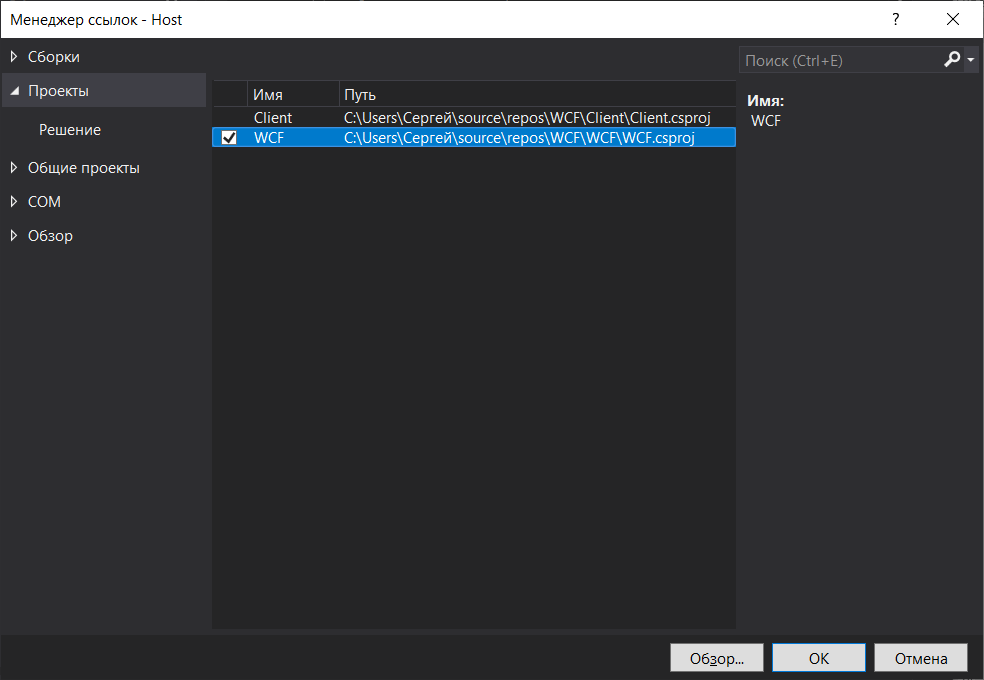 Менеджер ссылок - Host
?
Сборки
Проекты
Решение
Общие проекты
COM
Обзор
Имя Путь
Client C:\Users\Сергей\source\repos\WCF\Client\Client.csproj
WCF C:\Users\Сергей\source\repos\WCF\WCF\WCF.csproj
Поиск (Ctrl+E)
Имя:
WCF
Обзор... ОК Отмена